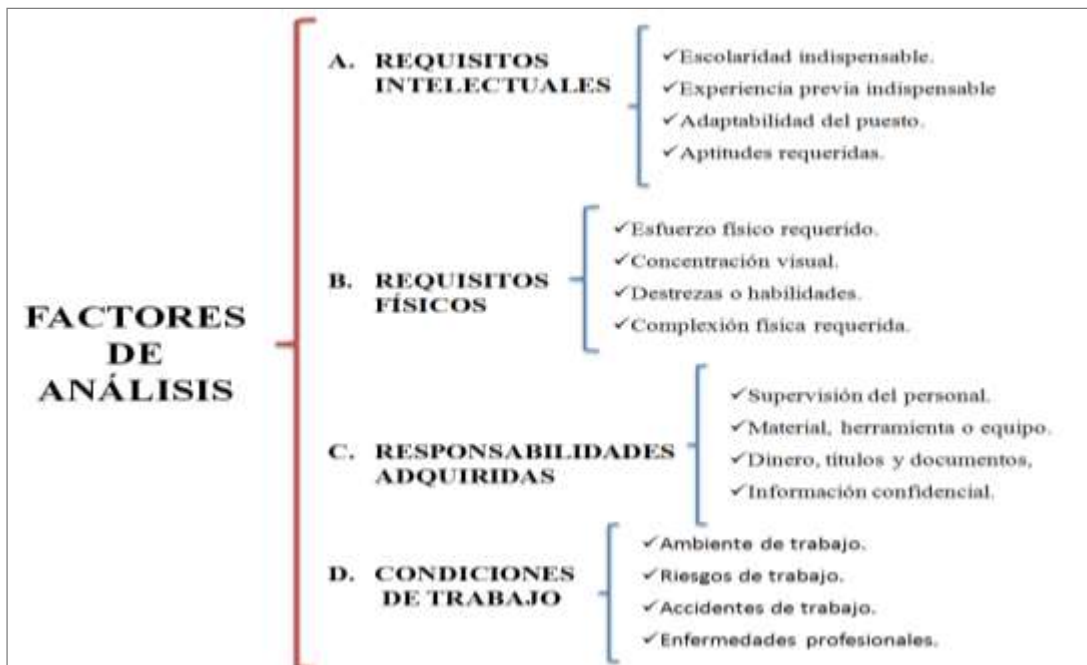 FACTORES
DE
ANÁLISIS
A. REQUISITOS
INTELECTUALES
✓Escolaridad indispensable.
✓Experiencia previa indispensable
✓Adaptabilidad del puesto.
✓Aptitudes requeridas.
B. REQUISITOS
FÍSICOS
✓Esfuerzo físico requerido.
✓Concentración visual.
✓Destrezas o habilidades.
✓Complexión física requerida.
C. RESPONSABILIDADES
ADQUIRIDAS
✓Supervisión del personal.
✓Material, herramienta o equipo.
✓Dinero, títulos y documentos,
✓Información confidencial.
D. CONDICIONES
DE TRABAJO
✓Ambiente de trabajo.
✓Riesgos de trabajo.
✓Accidentes de trabajo.
✓Enfermedades profesionales.